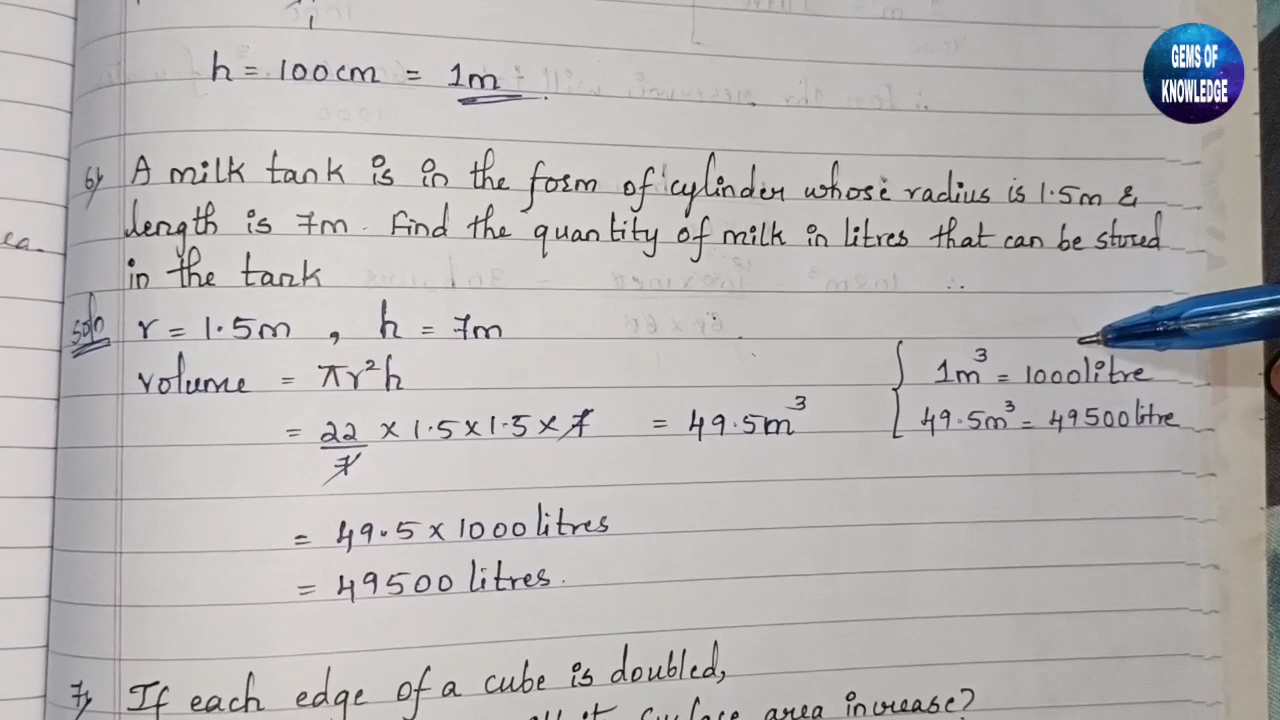 h = 100cm = 1m
GEMS OF
KNOWLEDGE
6) A milk tank is in the form of cylinder whose radius is 1.5m &
length is 7m. Find the quantity of milk in litres that can be stored
in the tank
soln r = 1.5m , h = 7m
volume = πr²h
= 22/7 × 1.5 × 1.5 × 7 = 49.5m³
{ 1m³ = 1000litre
49.5m³ = 49500litre
= 49.5 × 1000 litres
= 49500 litres.
7) If each edge of a cube is doubled,
surface area increase?